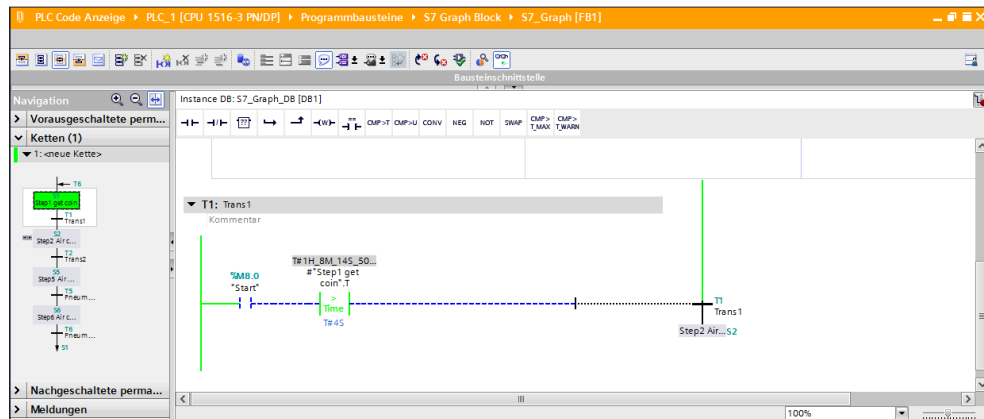 PLC Code Anzeige ▸ PLC_1 [CPU 1516-3 PN/DP] ▸ Programmbausteine ▸ S7 Graph Block ▸ S7_Graph [FB1]
Bausteinschnittstelle
Navigation
Instance DB: S7_Graph_DB [DB1]
Vorausgeschaltete perm...
CMP>T CMP>U CONV NEG NOT SWAP CMP> T_MAX CMP> T_WARN
Ketten (1)
1: <neue Kette>
T6
S1
Step1 get coin
T1
Trans1
S2
Step2 Air c...
T2
Trans2
S5
Step5 Air ...
T5
Pneum...
S6
Step6 Air c...
T6
Pneum...
S1
Nachgeschaltete perma...
Meldungen
T1: Trans1
Kommentar
%M8.0
"Start"
T#1H_8M_14S_50...
#"Step1 get
coin".T
>
Time
T#4S
T1
Trans1
Step2 Air... S2
100%